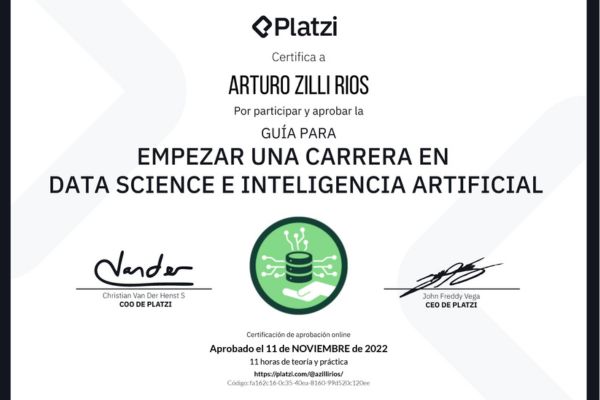 Platzi
Certifica a
ARTURO ZILLI RIOS
Por participar y aprobar la
GUÍA PARA
EMPEZAR UNA CARRERA EN
DATA SCIENCE E INTELIGENCIA ARTIFICIAL
Vander
Christian Van Der Henst S
COO DE PLATZI
John Freddy Vega
CEO DE PLATZI
Certificación de aprobación online
Aprobado el 11 de NOVIEMBRE de 2022
11 horas de teoría y práctica
https://platzi.com/@azillirios/
Código: fa162c16-0c35-40ea-8160-99d520c120ee